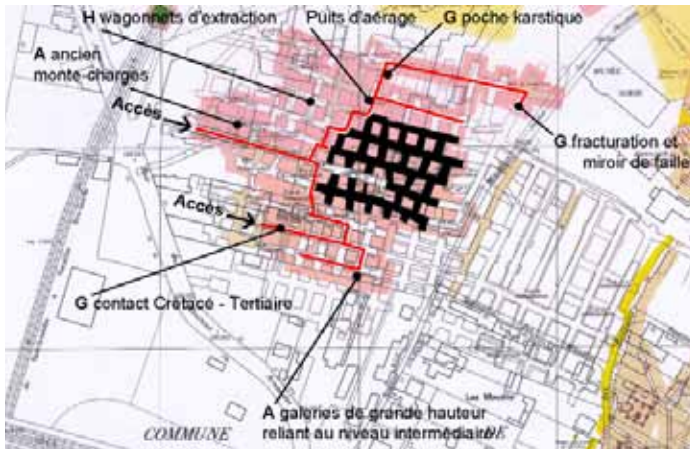 H wagonnets d'extraction
Puits d'aérage
G poche karstique
A ancien
monte-charges
Accès
G fracturation et
miroir de faille
Accès
G contact Crétacé - Tertiaire
A galeries de grande hauteur
reliant au niveau intermédiaire
COMMUNE
DE